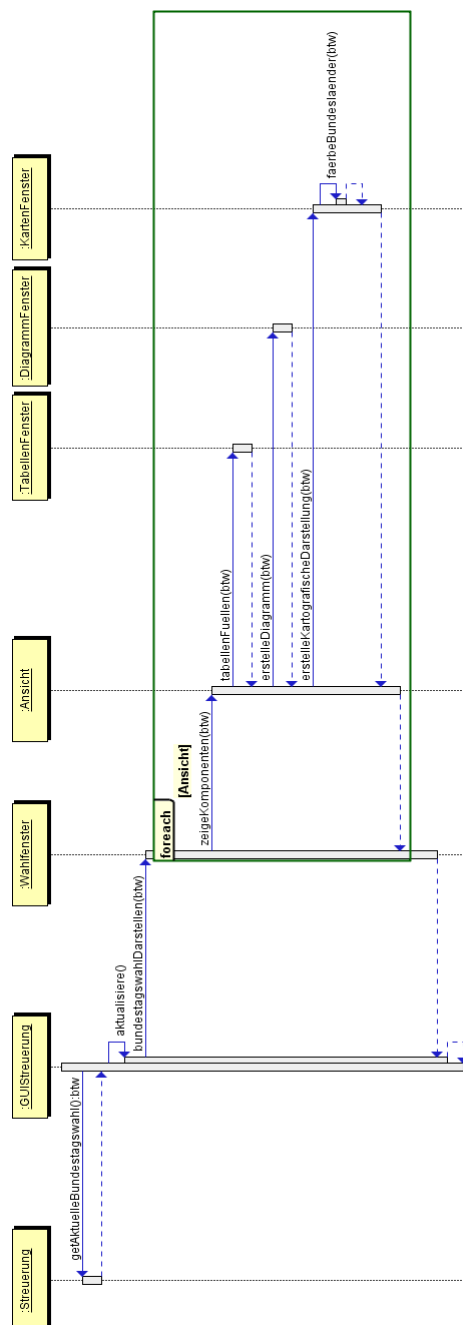 :Streuerung
:GUIStreuerung
:Wahlfenster
:Ansicht
:TabellenFenster
:DiagrammFenster
:KartenFenster
getAktuelleBundestagswahl():btw
aktualisiere()
bundestagswahlDarstellen(btw)
foreach
[Ansicht]
zeigeKomponenten(btw)
tabellenFuellen(btw)
erstelleDiagramm(btw)
erstelleKartografischeDarstellung(btw)
faerbeBundeslaender(btw)